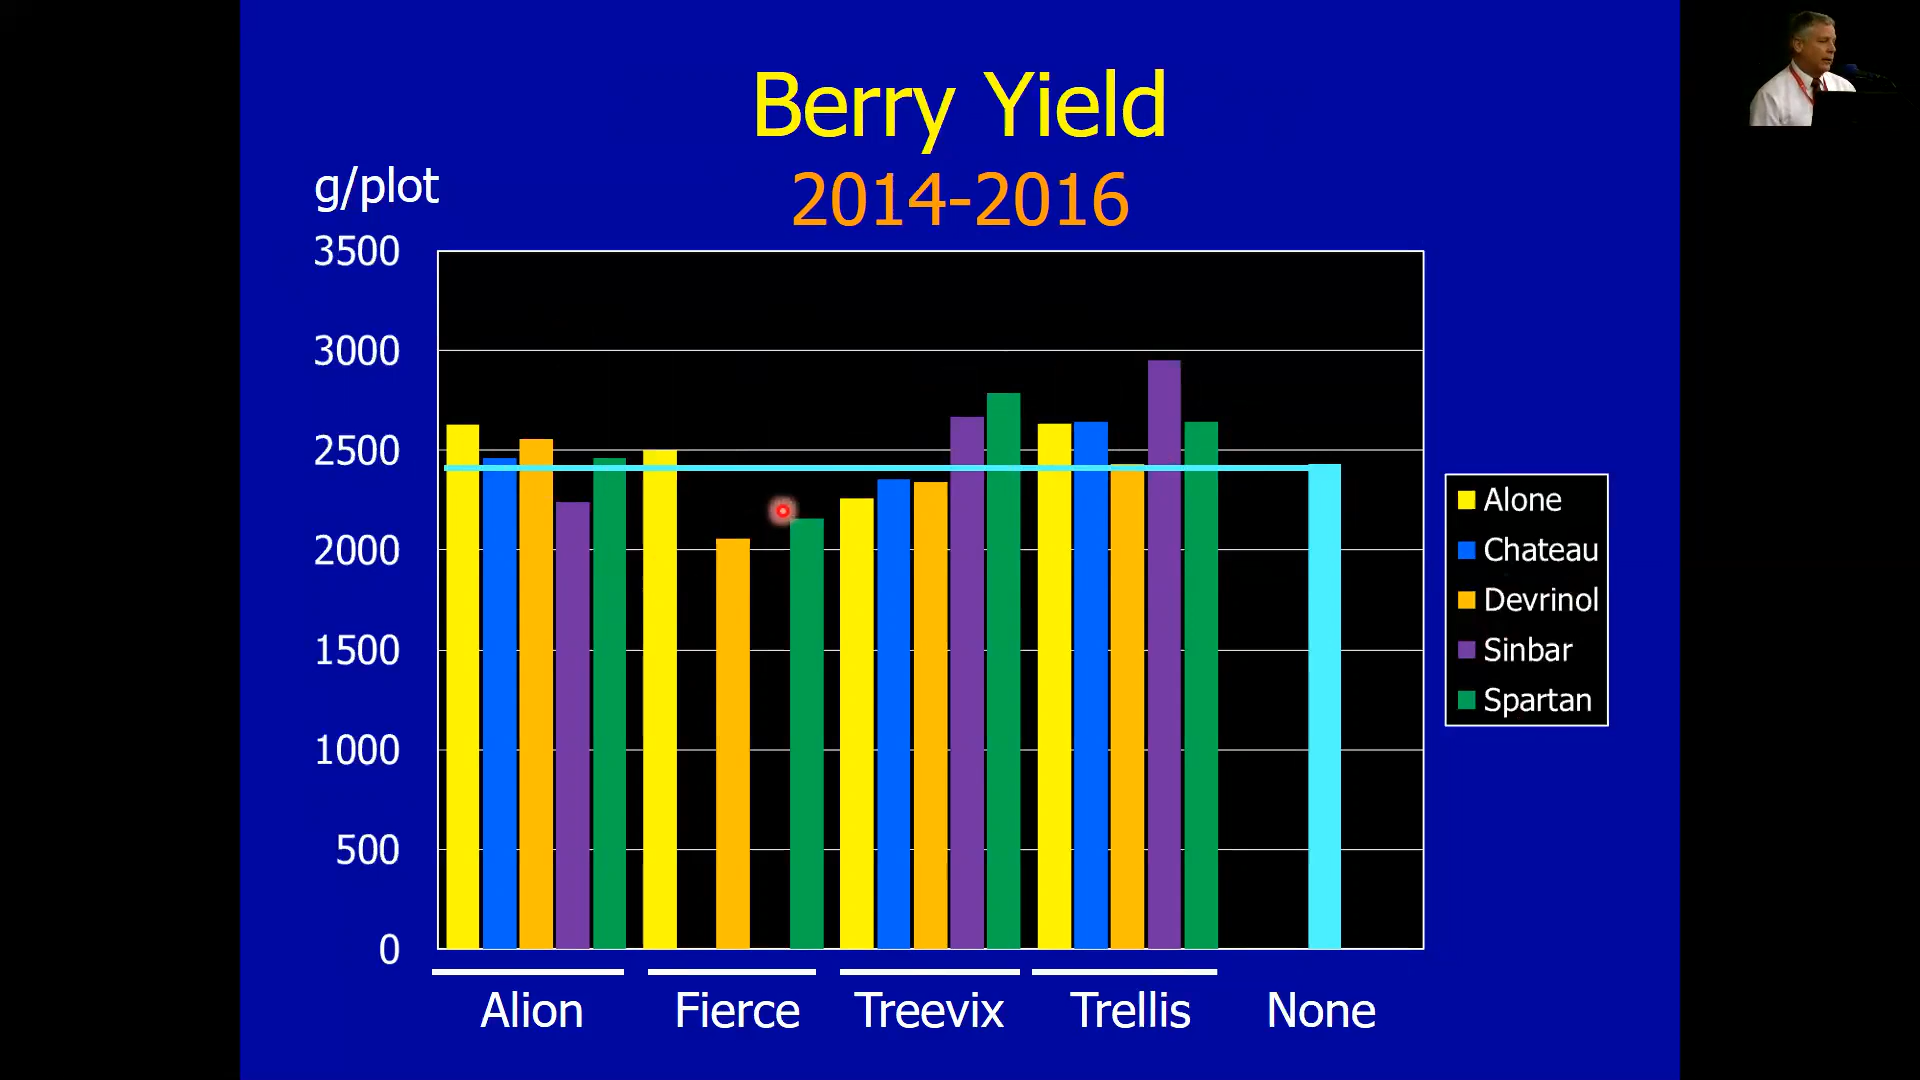 Berry Yield
2014-2016
g/plot
3500
3000
2500
2000
1500
1000
500
0
Alion
Fierce
Treevix
Trellis
None
Alone
Chateau
Devrinol
Sinbar
Spartan